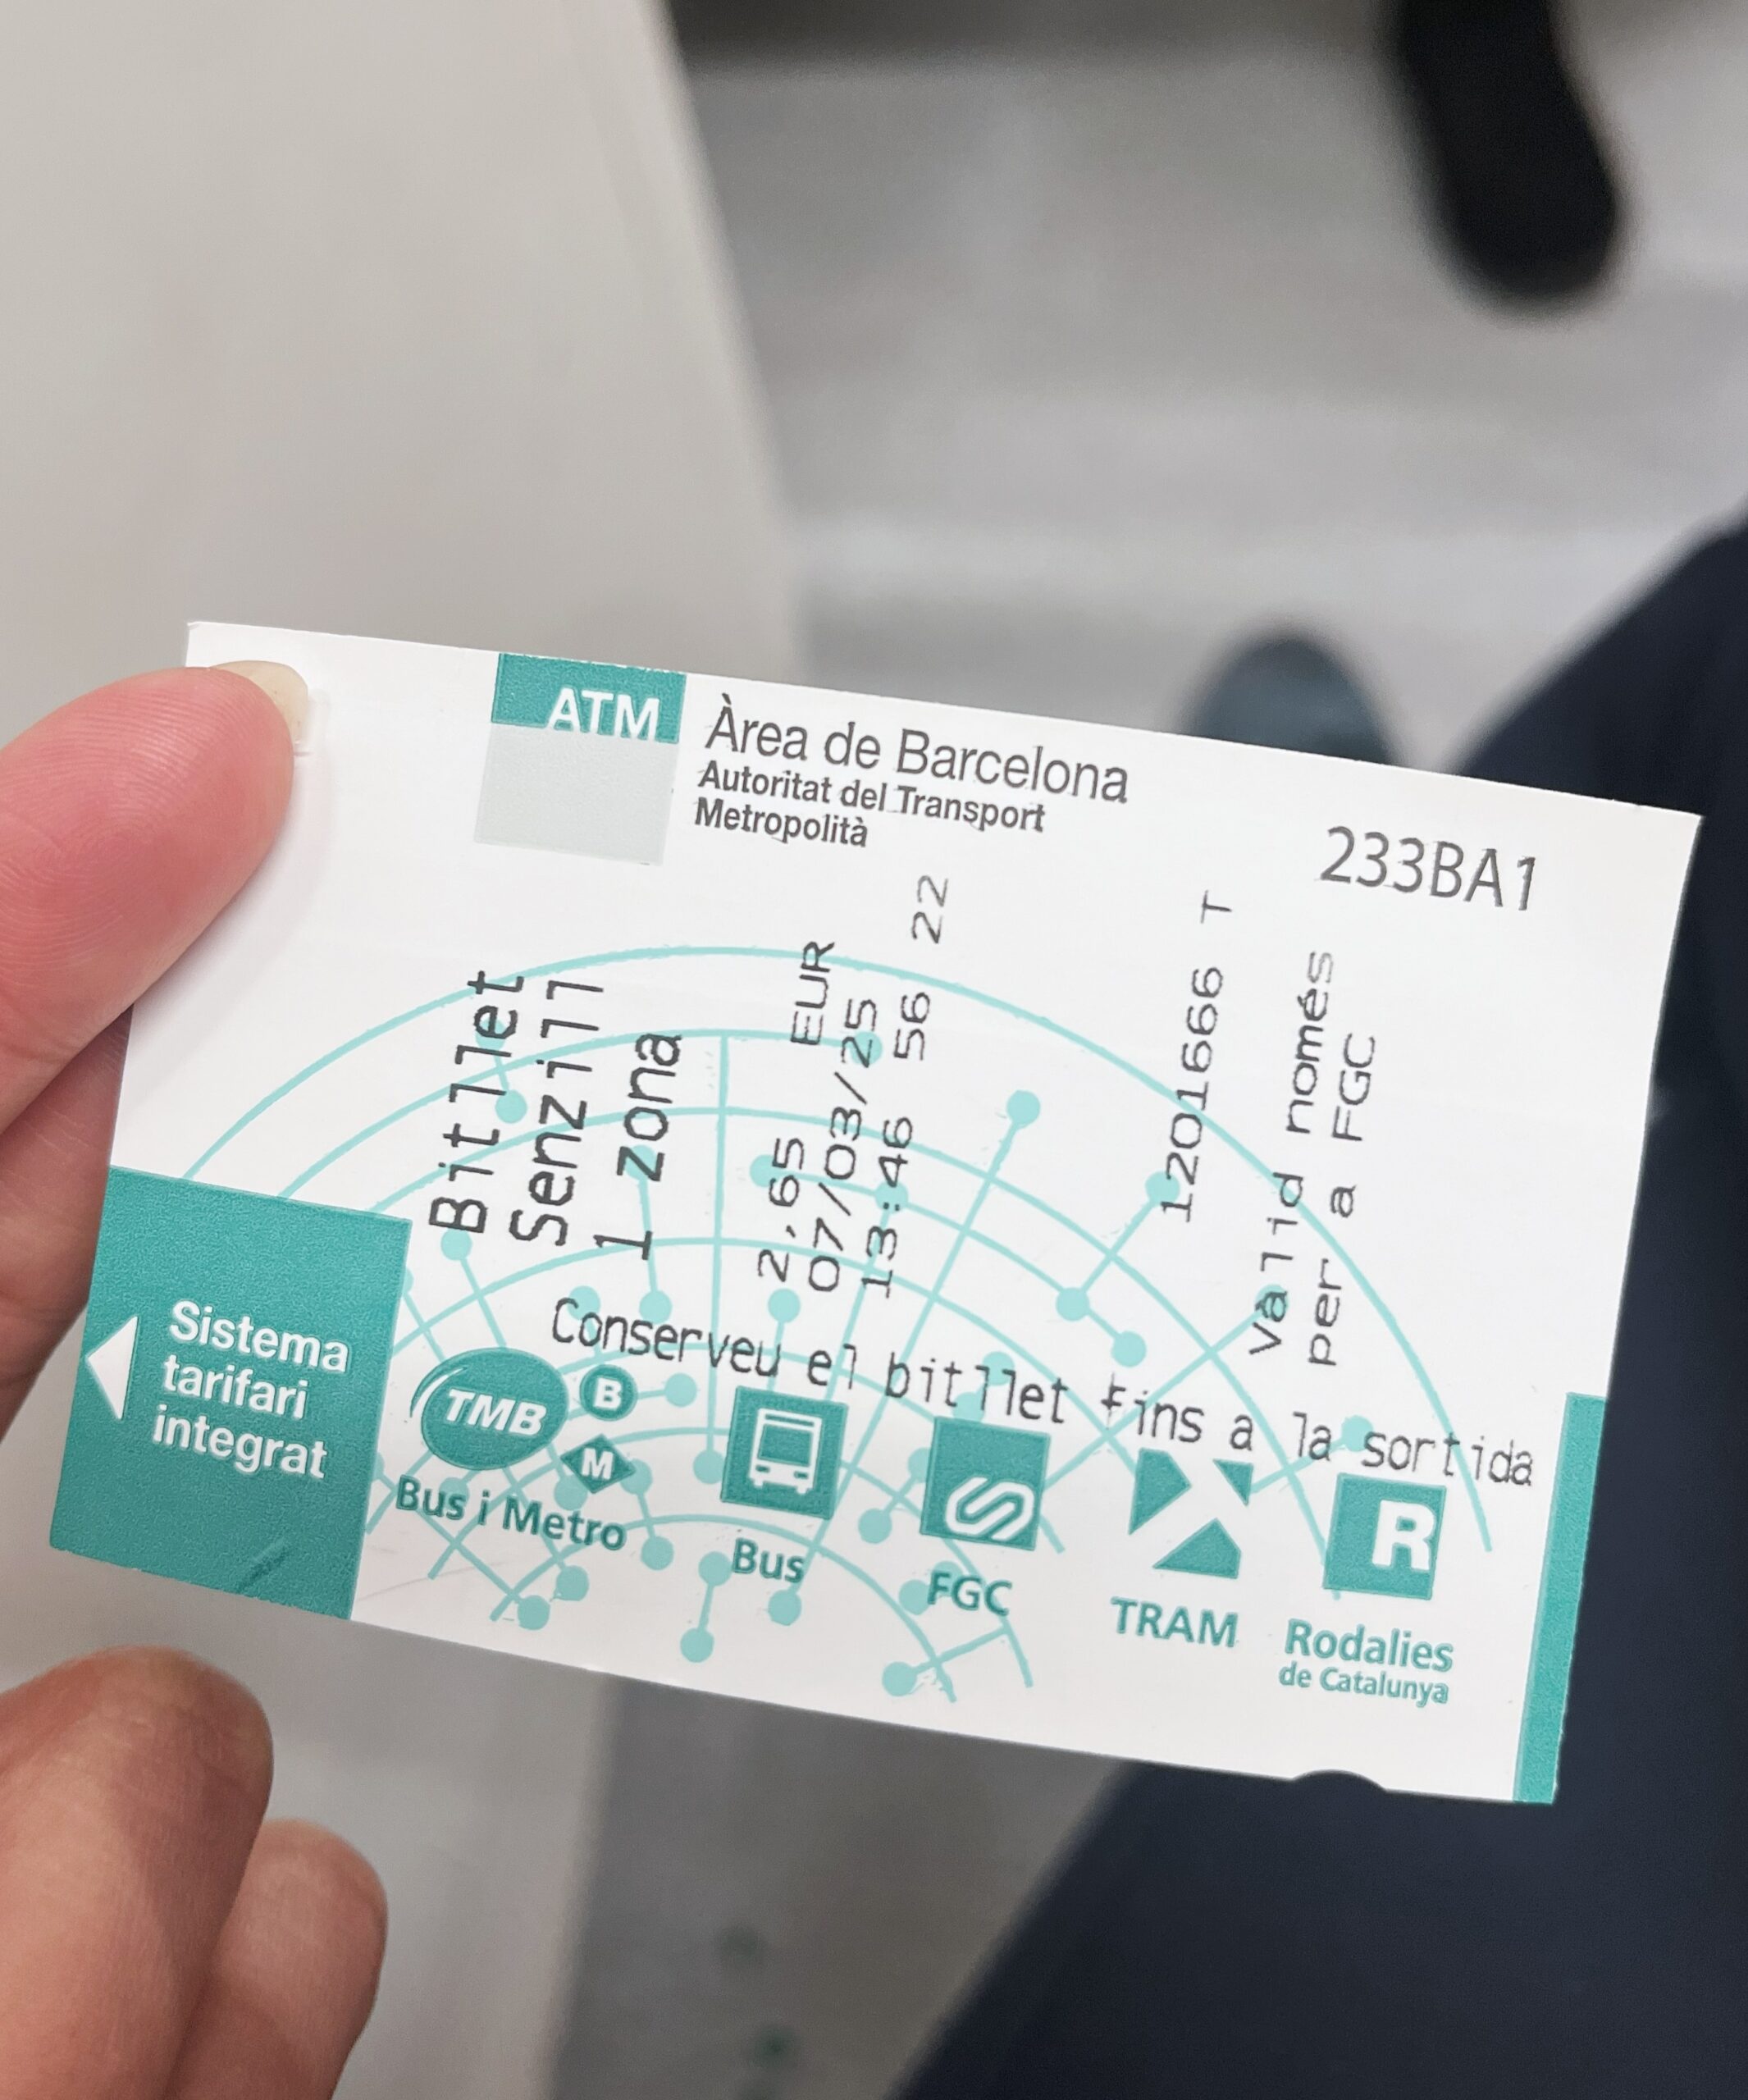 ATM
Àrea de Barcelona
Autoritat del Transport
Metropolità
233BA1
Bitllet
Senzill
1 zona
2,65 EUR
07/03/25
13:46 56 22
1201666 T
Vàlid només
per a FGC
Conserveu el bitllet fins a la sortida
Sistema
tarifari
integrat
TMB
B
M
Bus i Metro
Bus
FGC
TRAM
R
Rodalies
de Catalunya